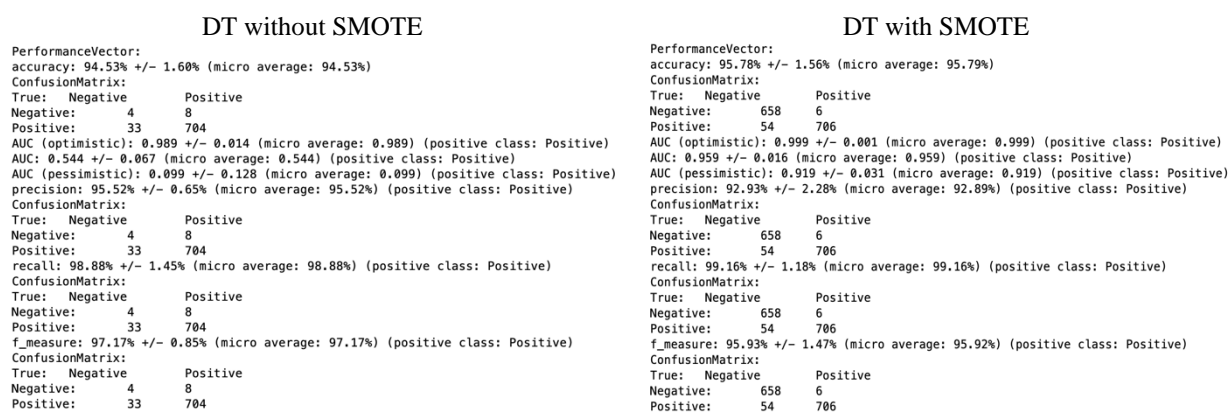 DT without SMOTE
PerformanceVector:
accuracy: 94.53% +/- 1.60% (micro average: 94.53%)
ConfusionMatrix:
True: Negative Positive
Negative: 4 8
Positive: 33 704
AUC (optimistic): 0.989 +/- 0.014 (micro average: 0.989) (positive class: Positive)
AUC: 0.544 +/- 0.067 (micro average: 0.544) (positive class: Positive)
AUC (pessimistic): 0.099 +/- 0.128 (micro average: 0.099) (positive class: Positive)
precision: 95.52% +/- 0.65% (micro average: 95.52%) (positive class: Positive)
ConfusionMatrix:
True: Negative Positive
Negative: 4 8
Positive: 33 704
recall: 98.88% +/- 1.45% (micro average: 98.88%) (positive class: Positive)
ConfusionMatrix:
True: Negative Positive
Negative: 4 8
Positive: 33 704
f_measure: 97.17% +/- 0.85% (micro average: 97.17%) (positive class: Positive)
ConfusionMatrix:
True: Negative Positive
Negative: 4 8
Positive: 33 704
DT with SMOTE
PerformanceVector:
accuracy: 95.78% +/- 1.56% (micro average: 95.79%)
ConfusionMatrix:
True: Negative Positive
Negative: 658 6
Positive: 54 706
AUC (optimistic): 0.999 +/- 0.001 (micro average: 0.999) (positive class: Positive)
AUC: 0.959 +/- 0.016 (micro average: 0.959) (positive class: Positive)
AUC (pessimistic): 0.919 +/- 0.031 (micro average: 0.919) (positive class: Positive)
precision: 92.93% +/- 2.28% (micro average: 92.89%) (positive class: Positive)
ConfusionMatrix:
True: Negative Positive
Negative: 658 6
Positive: 54 706
recall: 99.16% +/- 1.18% (micro average: 99.16%) (positive class: Positive)
ConfusionMatrix:
True: Negative Positive
Negative: 658 6
Positive: 54 706
f_measure: 95.93% +/- 1.47% (micro average: 95.92%) (positive class: Positive)
ConfusionMatrix:
True: Negative Positive
Negative: 658 6
Positive: 54 706